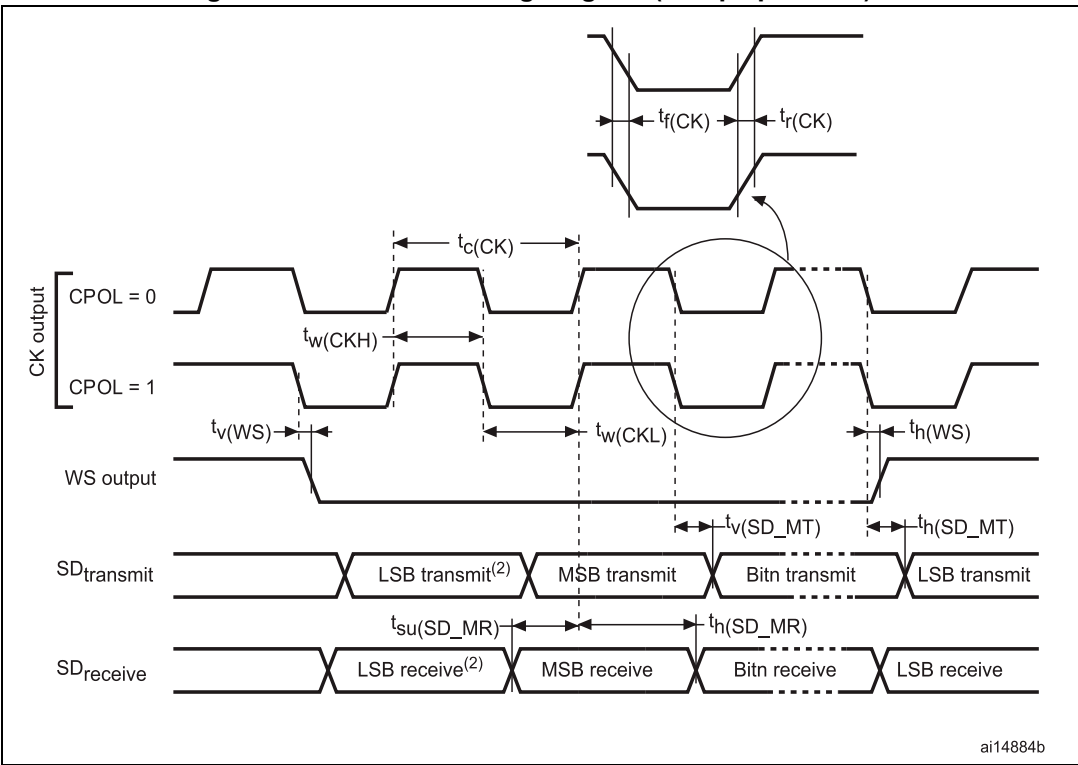 tf(CK)
tr(CK)
tc(CK)
CK output
CPOL = 0
tw(CKH)
CPOL = 1
tv(WS)
tw(CKL)
th(WS)
WS output
tv(SD_MT)
th(SD_MT)
SDtransmit
LSB transmit(2)
MSB transmit
Bitn transmit
LSB transmit
tsu(SD_MR)
th(SD_MR)
SDreceive
LSB receive(2)
MSB receive
Bitn receive
LSB receive
ai14884b